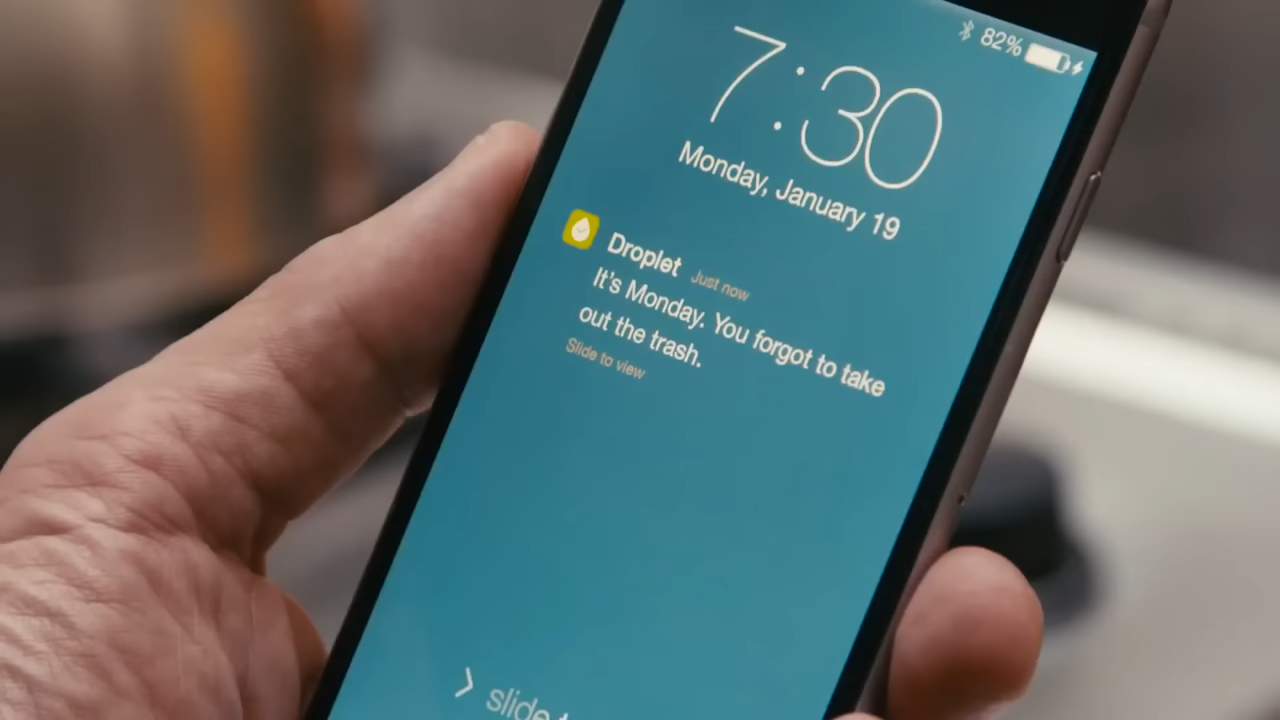 82%
7:30
Monday, January 19
Droplet Just now
It's Monday. You forgot to take
out the trash.
Slide to view
slide